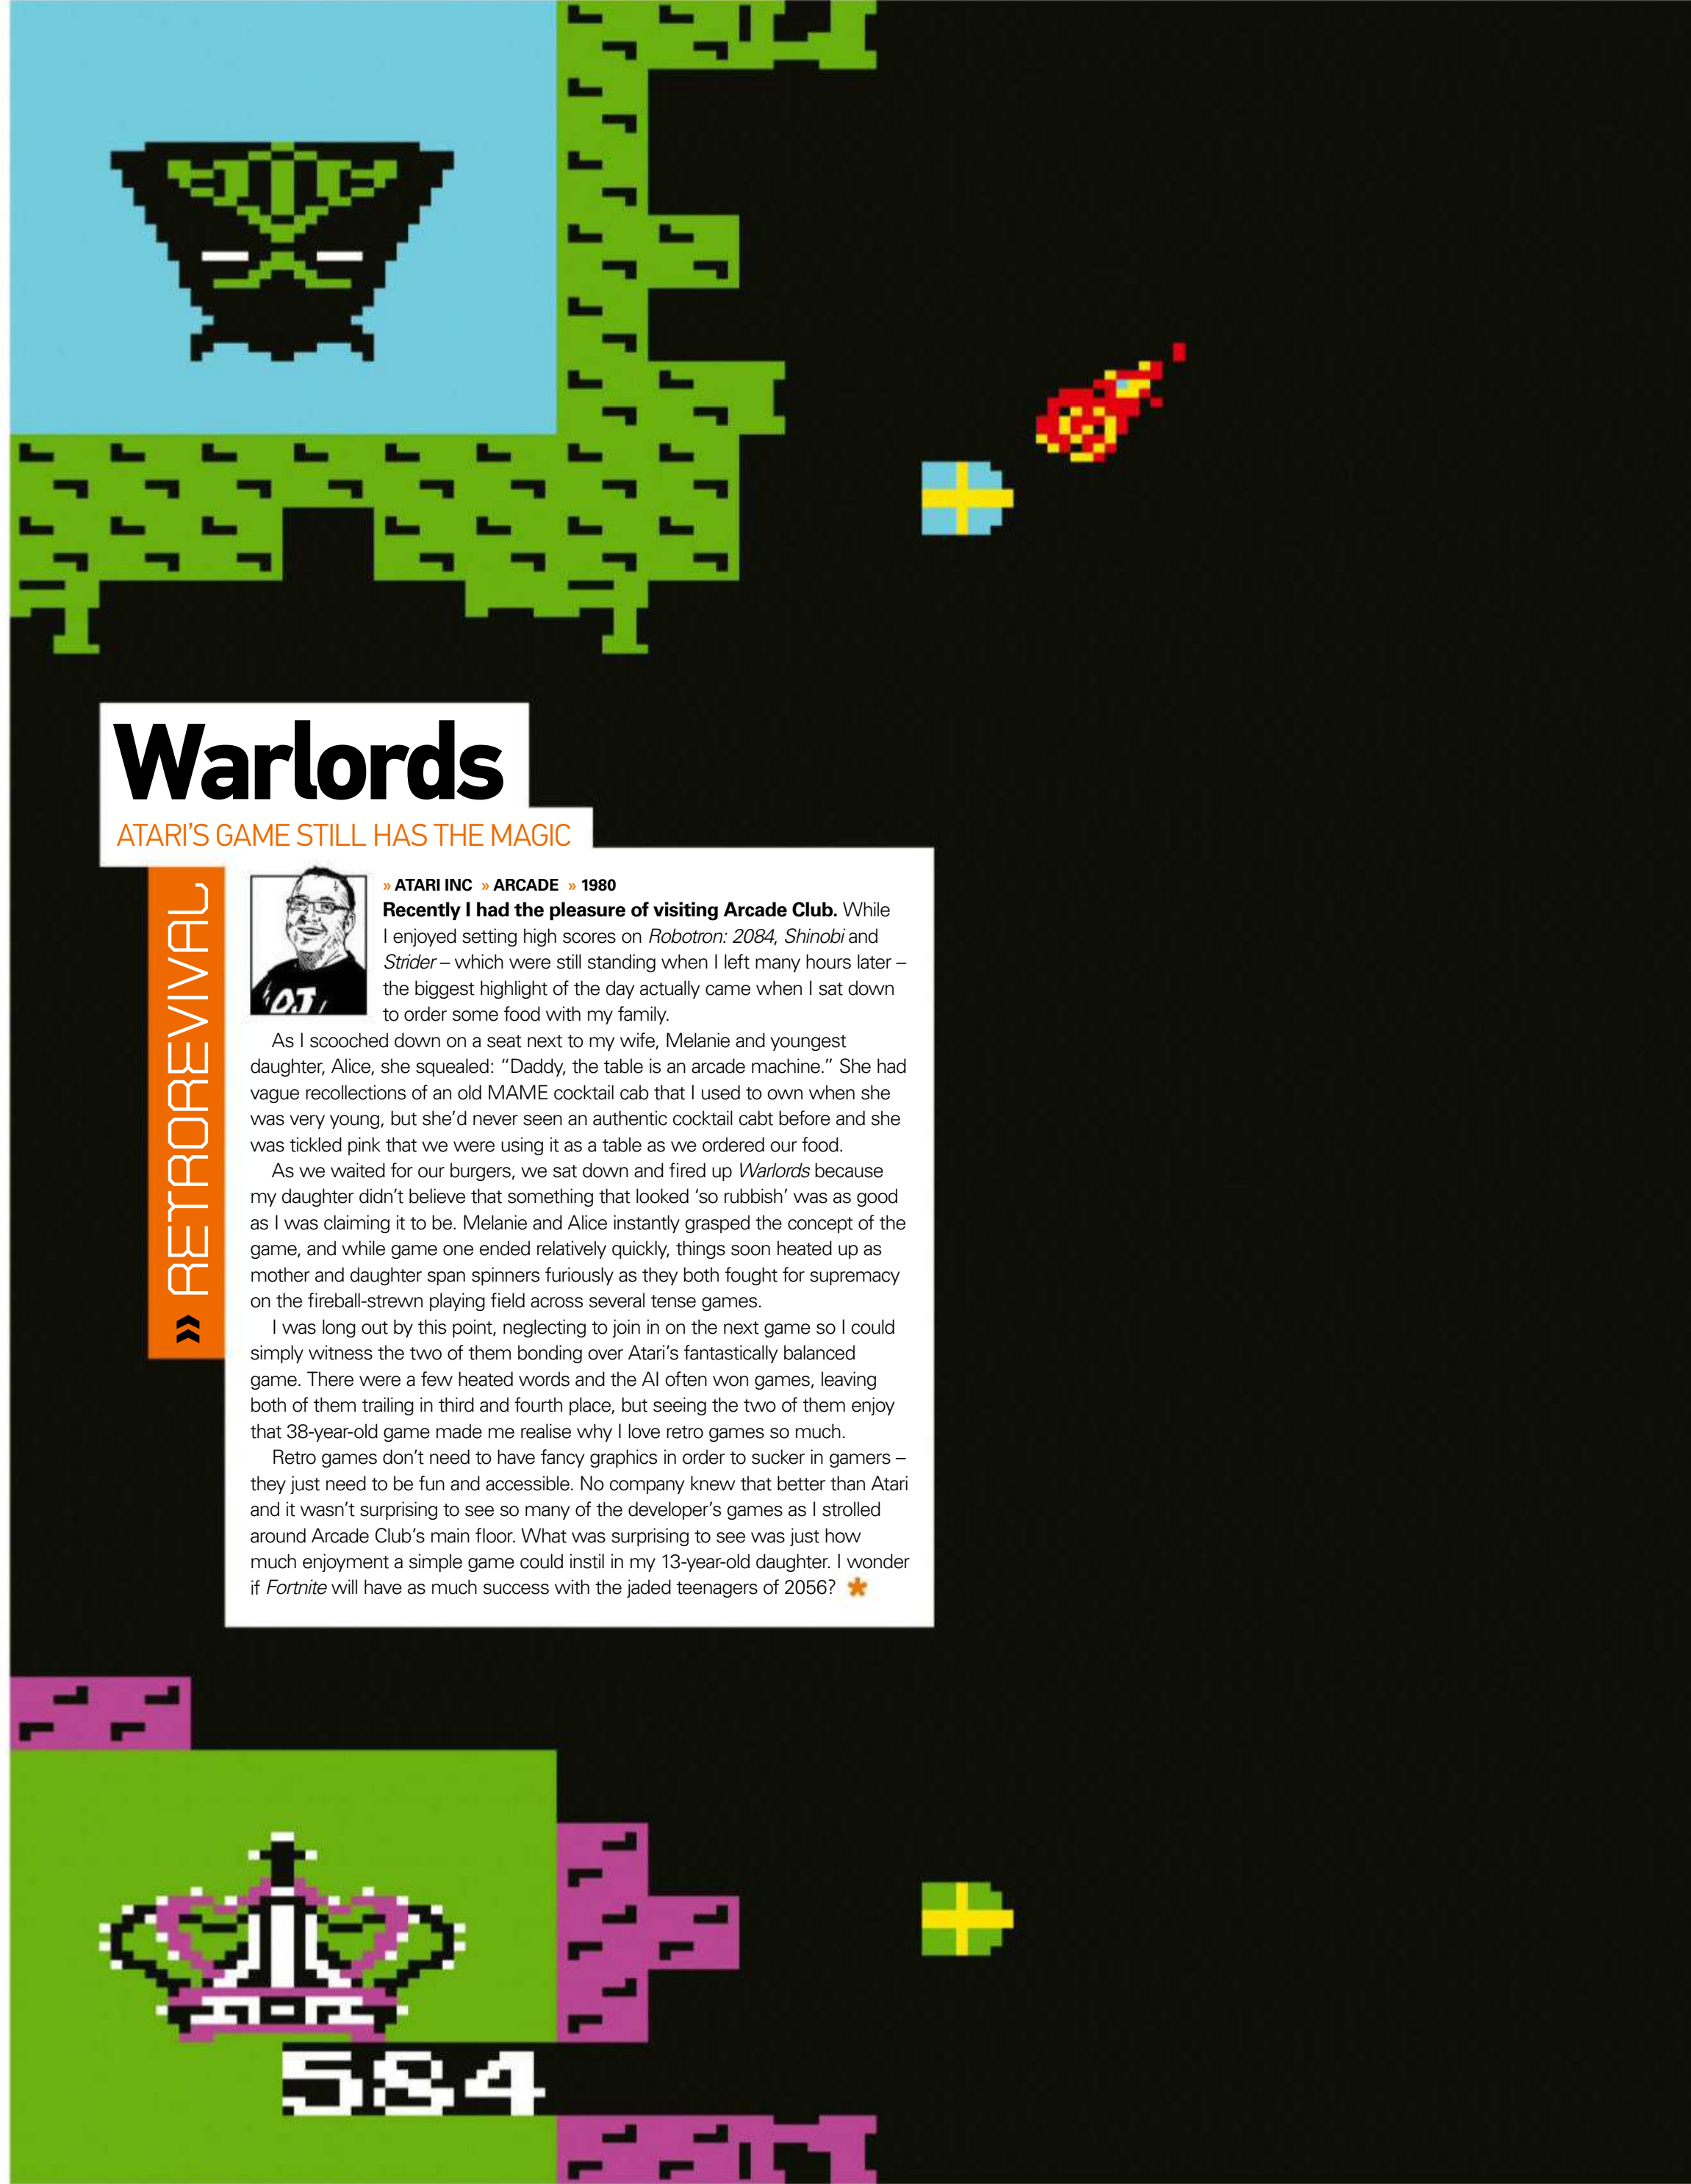 Warlords
ATARI'S GAME STILL HAS THE MAGIC
» RETROREVIVAL
» ATARI INC » ARCADE » 1980
Recently I had the pleasure of visiting Arcade Club. While
I enjoyed setting high scores on Robotron: 2084, Shinobi and
Strider – which were still standing when I left many hours later –
the biggest highlight of the day actually came when I sat down
to order some food with my family.
As I scooched down on a seat next to my wife, Melanie and youngest
daughter, Alice, she squealed: “Daddy, the table is an arcade machine.” She had
vague recollections of an old MAME cocktail cab that I used to own when she
was very young, but she’d never seen an authentic cocktail cabt before and she
was tickled pink that we were using it as a table as we ordered our food.
As we waited for our burgers, we sat down and fired up Warlords because
my daughter didn’t believe that something that looked ‘so rubbish’ was as good
as I was claiming it to be. Melanie and Alice instantly grasped the concept of the
game, and while game one ended relatively quickly, things soon heated up as
mother and daughter span spinners furiously as they both fought for supremacy
on the fireball-strewn playing field across several tense games.
I was long out by this point, neglecting to join in on the next game so I could
simply witness the two of them bonding over Atari’s fantastically balanced
game. There were a few heated words and the AI often won games, leaving
both of them trailing in third and fourth place, but seeing the two of them enjoy
that 38-year-old game made me realise why I love retro games so much.
Retro games don’t need to have fancy graphics in order to sucker in gamers –
they just need to be fun and accessible. No company knew that better than Atari
and it wasn’t surprising to see so many of the developer’s games as I strolled
around Arcade Club’s main floor. What was surprising to see was just how
much enjoyment a simple game could instil in my 13-year-old daughter. I wonder
if Fortnite will have as much success with the jaded teenagers of 2056?
584